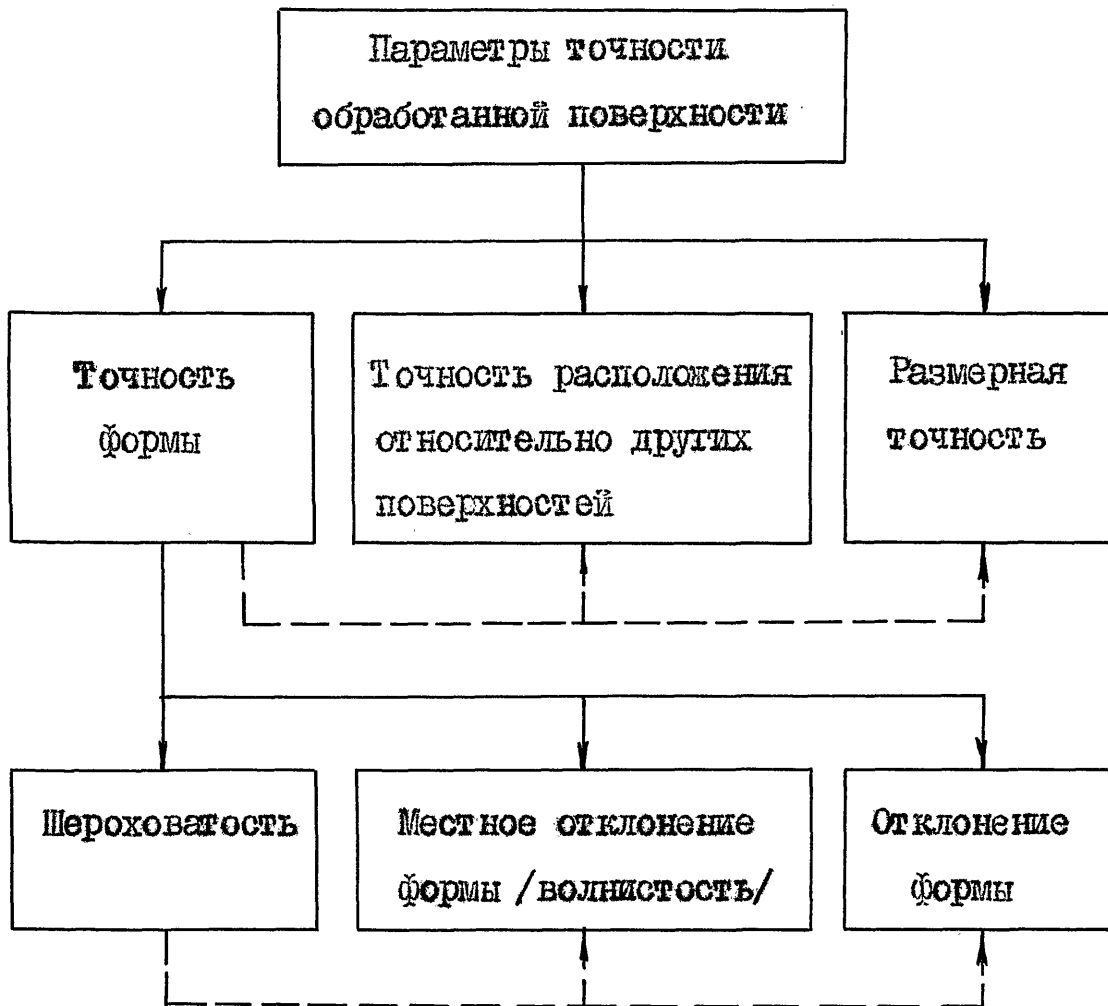 Параметры точности
обработанной поверхности
Точность
формы
Точность расположения
относительно других
поверхностей
Размерная
точность
Шероховатость
Местное отклонение
формы /волнистость/
Отклонение
формы